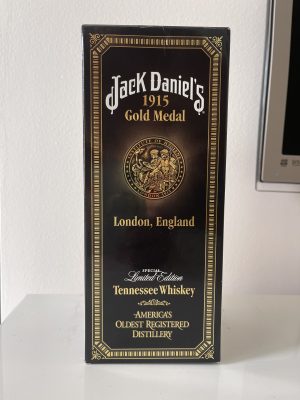 Jack Daniel's
1915
Gold Medal
London, England
SPECIAL
Limited Edition
Tennessee Whiskey
AMERICA'S
OLDEST REGISTERED
DISTILLERY